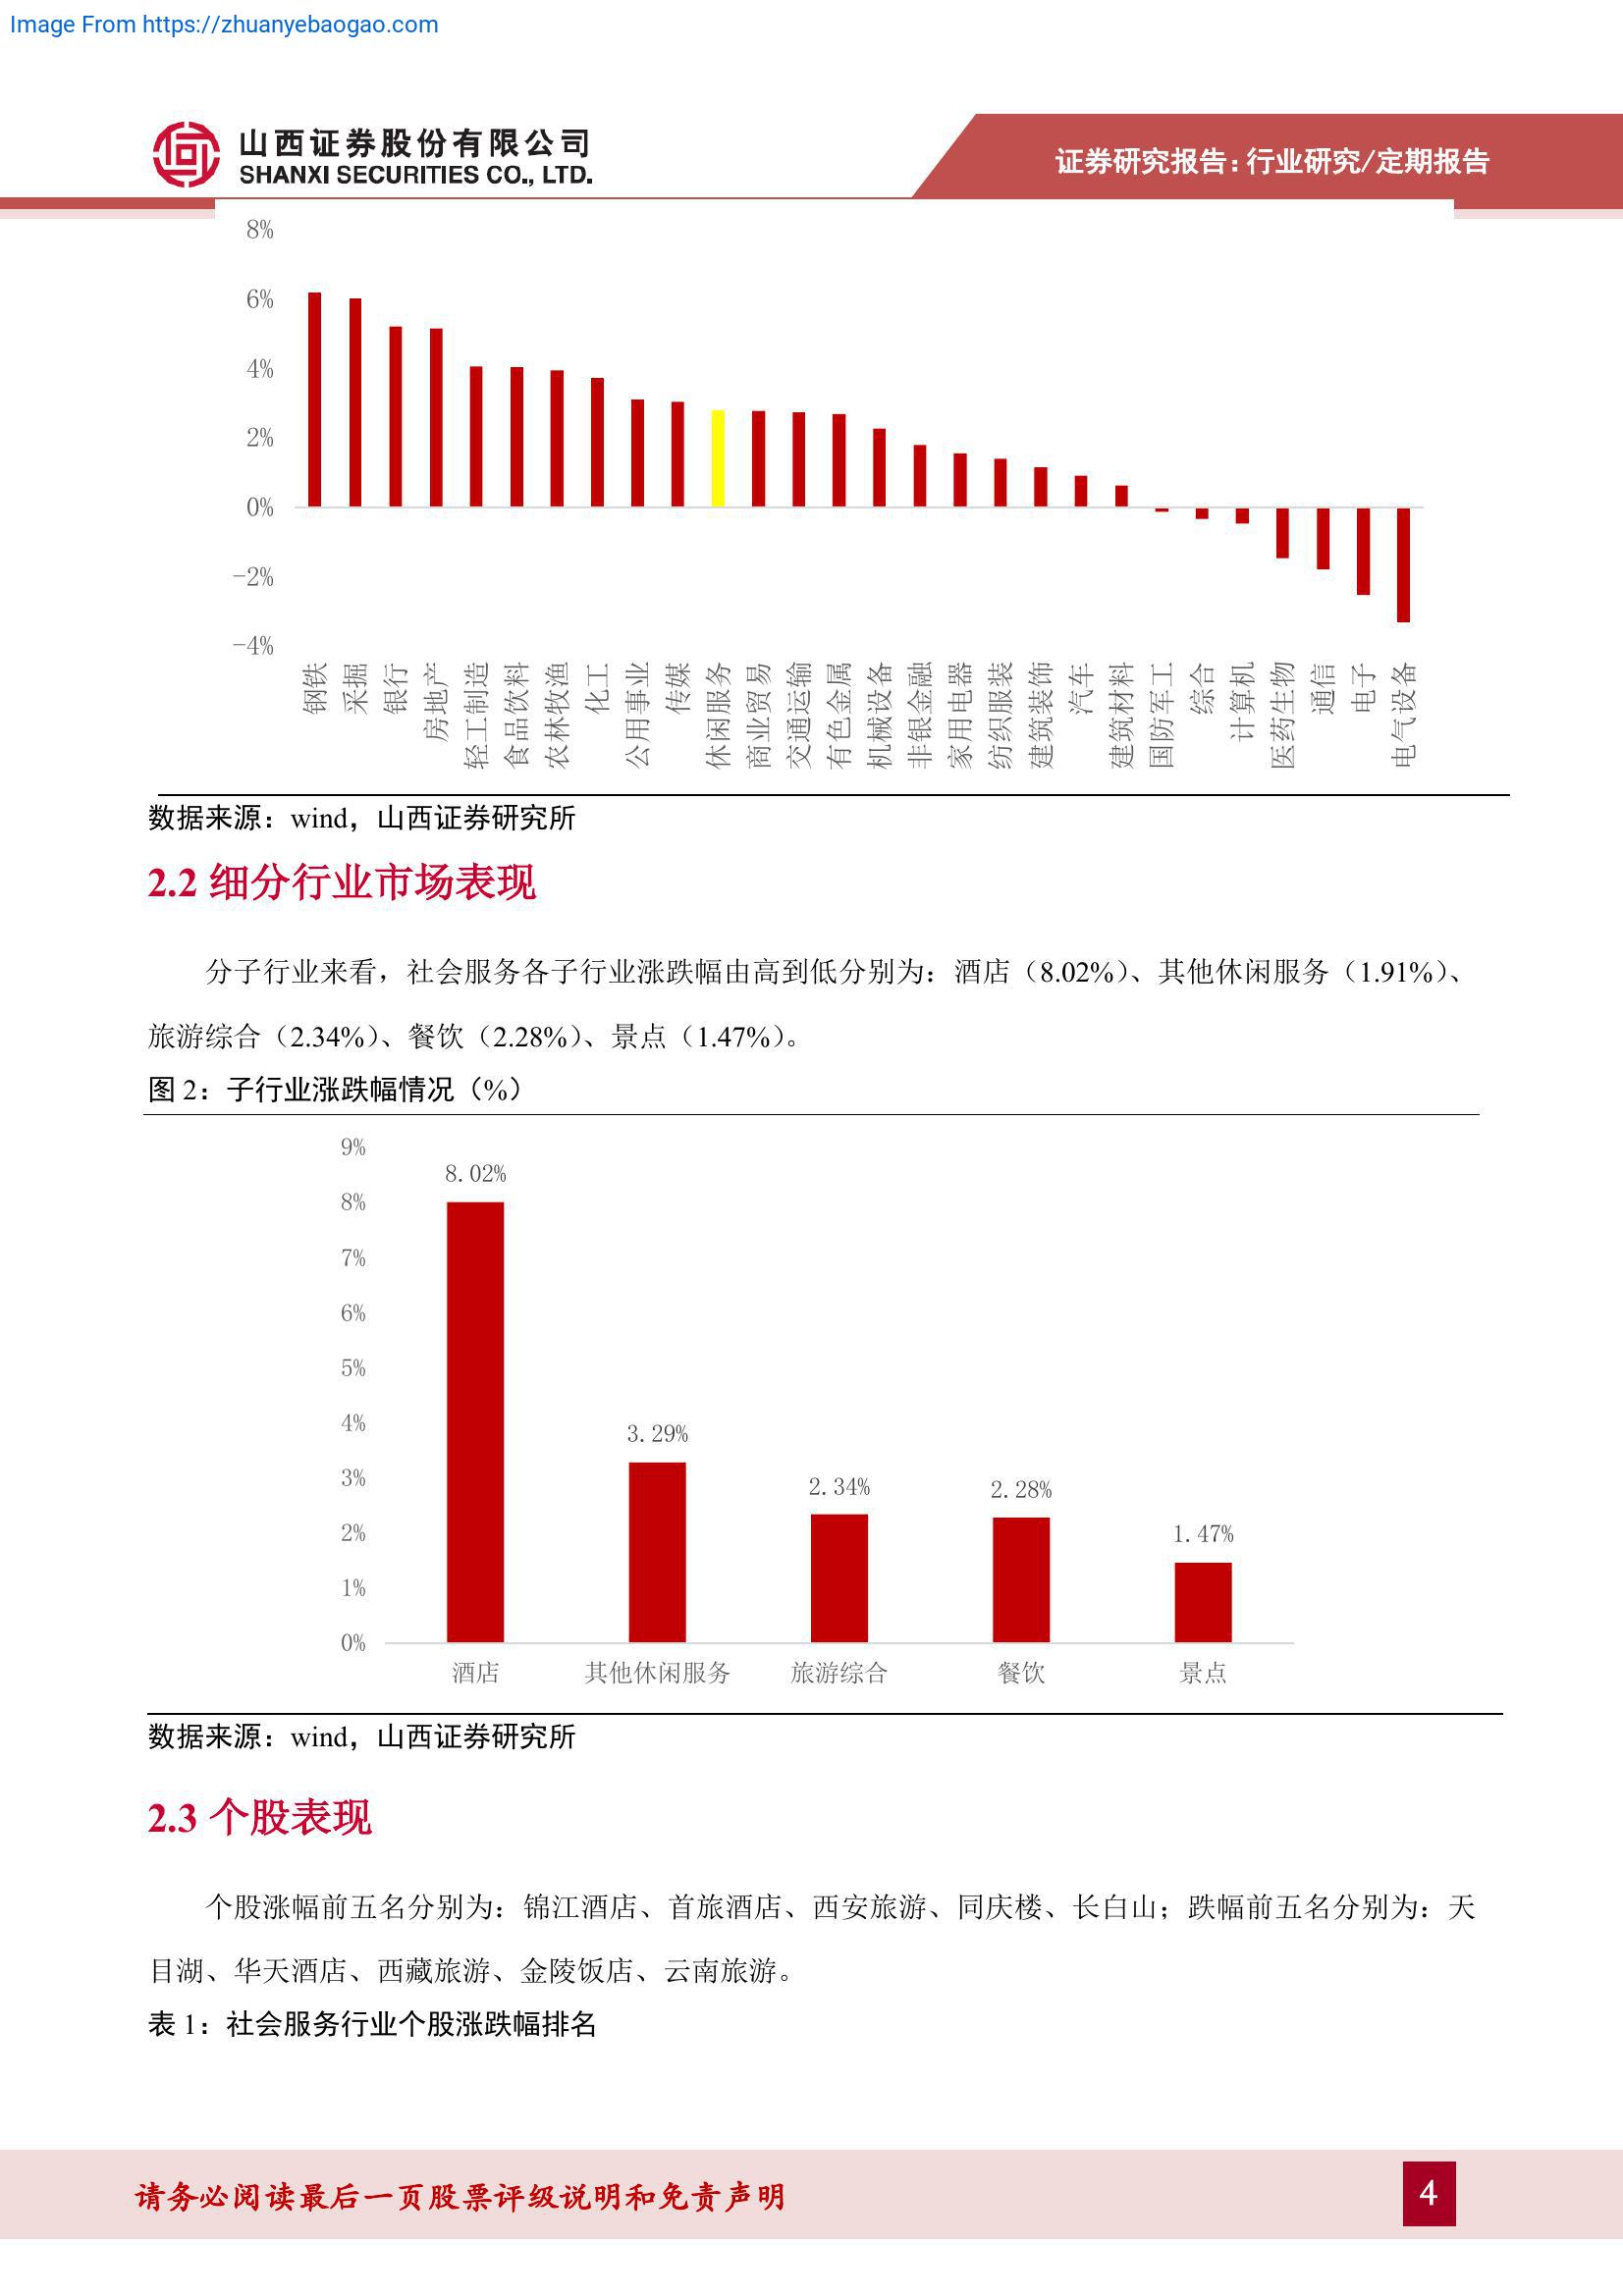 Image From https://zhuanyebaogao.com
山西证券股份有限公司
SHANXI SECURITIES CO., LTD.
证券研究报告:行业研究/定期报告
8%
6%
4%
2%
0%
-2%
-4%
钢铁
采掘
银行
房地产
轻工制造
食品饮料
农林牧渔
化工
公用事业
传媒
休闲服务
商业贸易
交通运输
有色金属
机械设备
非银金融
家用电器
纺织服装
建筑装饰
汽车
建筑材料
国防军工
综合
计算机
医药生物
通信
电子
电气设备
数据来源：wind，山西证券研究所
2.2 细分行业市场表现
分子行业来看，社会服务各子行业涨跌幅由高到低分别为：酒店（8.02%）、其他休闲服务（1.91%）、
旅游综合（2.34%）、餐饮（2.28%）、景点（1.47%）。
图 2：子行业涨跌幅情况（%）
9%
8%
7%
6%
5%
4%
3%
2%
1%
0%
8.02%
3.29%
2.34%
2.28%
1.47%
酒店
其他休闲服务
旅游综合
餐饮
景点
数据来源：wind，山西证券研究所
2.3 个股表现
个股涨幅前五名分别为：锦江酒店、首旅酒店、西安旅游、同庆楼、长白山；跌幅前五名分别为：天
目湖、华天酒店、西藏旅游、金陵饭店、云南旅游。
表 1：社会服务行业个股涨跌幅排名
请务必阅读最后一页股票评级说明和免责声明
4